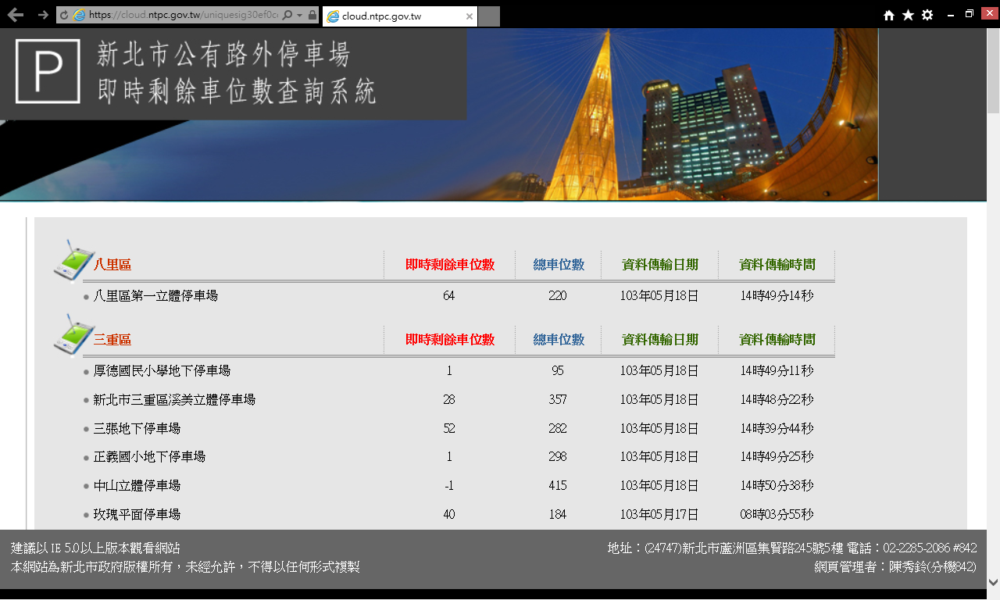 https://cloud.ntpc.gov.tw/uniquesig30ef0c
cloud.ntpc.gov.tw
P
新北市公有路外停車場
即時剩餘車位數查詢系統
八里區 即時剩餘車位數 總車位數 資料傳輸日期 資料傳輸時間
八里區第一立體停車場 64 220 103年05月18日 14時49分14秒
三重區 即時剩餘車位數 總車位數 資料傳輸日期 資料傳輸時間
厚德國民小學地下停車場 1 95 103年05月18日 14時49分11秒
新北市三重區溪美立體停車場 28 357 103年05月18日 14時48分22秒
三張地下停車場 52 282 103年05月18日 14時39分44秒
正義國小地下停車場 1 298 103年05月18日 14時49分25秒
中山立體停車場 -1 415 103年05月18日 14時50分38秒
玫瑰平面停車場 40 184 103年05月17日 08時03分55秒
建議以 IE 5.0以上版本觀看網站
本網站為新北市政府版權所有，未經允許，不得以任何形式複製
地址：(24747)新北市蘆洲區集賢路245號5樓 電話：02-2285-2086 #842
網頁管理者：陳秀鈴(分機842)